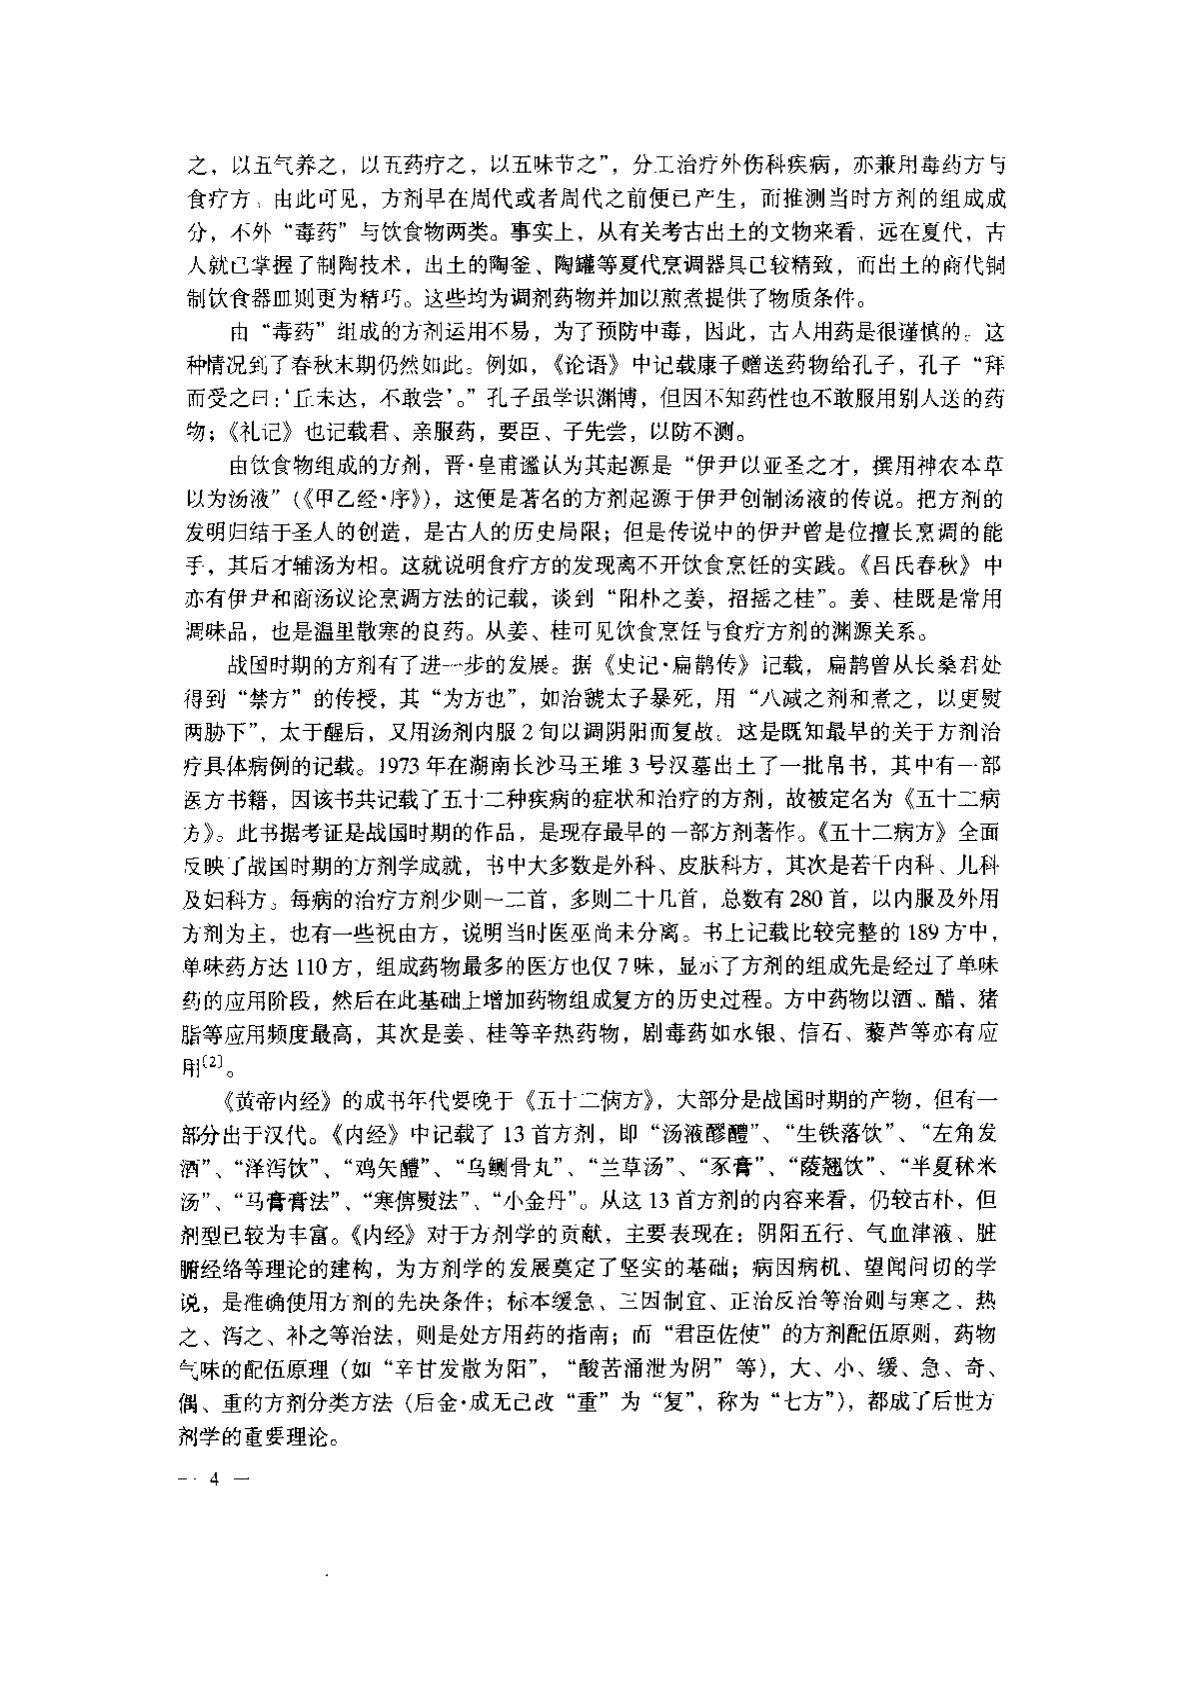 之，以五气养之，以五药疗之，以五味节之”，分工治疗外伤科疾病，亦兼用毒药方与
食疗方。由此可见，方剂早在周代或者周代之前便已产生，而推测当时方剂的组成成
分，不外“毒药”与饮食物两类。事实上，从有关考古出土的文物来看，远在夏代，古
人就已掌握了制陶技术，出土的陶釜、陶罐等夏代烹调器具已较精致，而出土的商代铜
制饮食器皿则更为精巧。这些均为调剂药物并加以煎煮提供了物质条件。
由“毒药”组成的方剂运用不易，为了预防中毒，因此，古人用药是很谨慎的。这
种情况到了春秋末期仍然如此。例如，《论语》中记载康子赠送药物给孔子，孔子“拜
而受之曰：‘丘未达，不敢尝’。”孔子虽学识渊博，但因不知药性也不敢服用别人送的药
物；《礼记》也记载君、亲服药，要臣、子先尝，以防不测。
由饮食物组成的方剂，晋·皇甫谧认为其起源是“伊尹以亚圣之才，撰用神农本草
以为汤液”（《甲乙经·序》），这便是著名的方剂起源于伊尹创制汤液的传说。把方剂的
发明归结于圣人的创造，是古人的历史局限；但是传说中的伊尹曾是位擅长烹调的能
手，其后才辅汤为相。这就说明食疗方的发现离不开饮食烹饪的实践。《吕氏春秋》中
亦有伊尹和商汤议论烹调方法的记载，谈到“阳朴之姜，招摇之桂”。姜、桂既是常用
调味品，也是温里散寒的良药。从姜、桂可见饮食烹饪与食疗方剂的渊源关系。
战国时期的方剂有了进一步的发展。据《史记·扁鹊传》记载，扁鹊曾从长桑君处
得到“禁方”的传授，其“为方也”，如治虢太子暴死，用“八减之剂和煮之，以更熨
两胁下”，太子醒后，又用汤剂内服2旬以调阴阳而复故。这是既知最早的关于方剂治
疗具体病例的记载。1973年在湖南长沙马王堆3号汉墓出土了一批帛书，其中有一部
医方书籍，因该书共记载了五十二种疾病的症状和治疗的方剂，故被定名为《五十二病
方》。此书据考证是战国时期的作品，是现存最早的一部方剂著作。《五十二病方》全面
反映了战国时期的方剂学成就，书中大多数是外科、皮肤科方，其次是若干内科、儿科
及妇科方。每病的治疗方剂少则一二首，多则二十几首，总数有280首，以内服及外用
方剂为主，也有一些祝由方，说明当时医巫尚未分离。书上记载比较完整的189方中，
单味药方达110方，组成药物最多的医方也仅7味，显示了方剂的组成先是经过了单味
药的应用阶段，然后在此基础上增加药物组成复方的历史过程。方中药物以酒、醋、猪
脂等应用频度最高，其次是姜、桂等辛热药物，剧毒药如水银、信石、藜芦等亦有应
用〔2〕。
《黄帝内经》的成书年代要晚于《五十二病方》，大部分是战国时期的产物，但有一
部分出于汉代。《内经》中记载了13首方剂，即“汤液醪醴”、“生铁落饮”、“左角发
酒”、“泽泻饮”、“鸡矢醴”、“乌鲗骨丸”、“兰草汤”、“豕膏”、“䔖翘饮”、“半夏秫米
汤”、“马膏膏法”、“寒痹熨法”、“小金丹”。从这13首方剂的内容来看，仍较古朴，但
剂型已较为丰富。《内经》对于方剂学的贡献，主要表现在：阴阳五行、气血津液、脏
腑经络等理论的建构，为方剂学的发展奠定了坚实的基础；病因病机、望闻问切的学
说，是准确使用方剂的先决条件；标本缓急、三因制宜、正治反治等治则与寒之、热
之、泻之、补之等治法，则是处方用药的指南；而“君臣佐使”的方剂配伍原则，药物
气味的配伍原理（如“辛甘发散为阳”，“酸苦涌泄为阴”等），大、小、缓、急、奇、
偶、重的方剂分类方法（后金·成无己改“重”为“复”，称为“七方”），都成了后世方
剂学的重要理论。
— 4 —